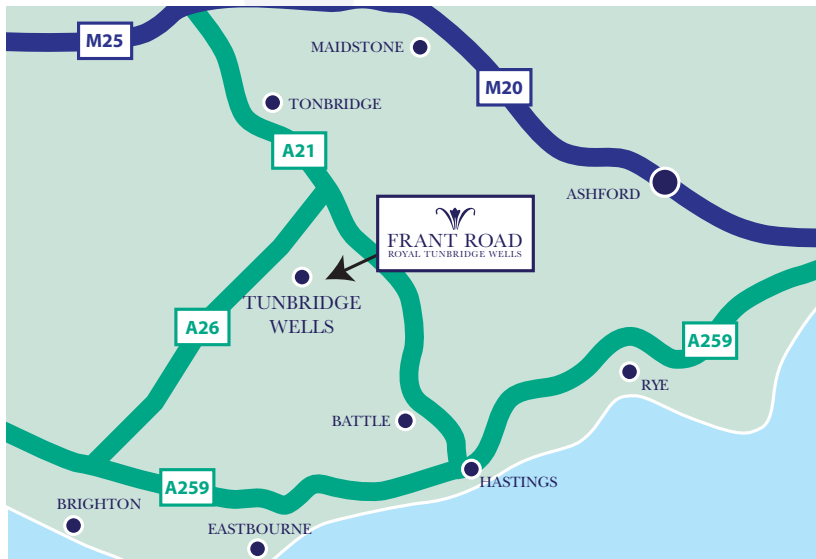 M25
MAIDSTONE
M20
TONBRIDGE
A21
ASHFORD
FRANT ROAD
ROYAL TUNBRIDGE WELLS
TUNBRIDGE
WELLS
A26
A259
RYE
BATTLE
HASTINGS
A259
BRIGHTON
EASTBOURNE